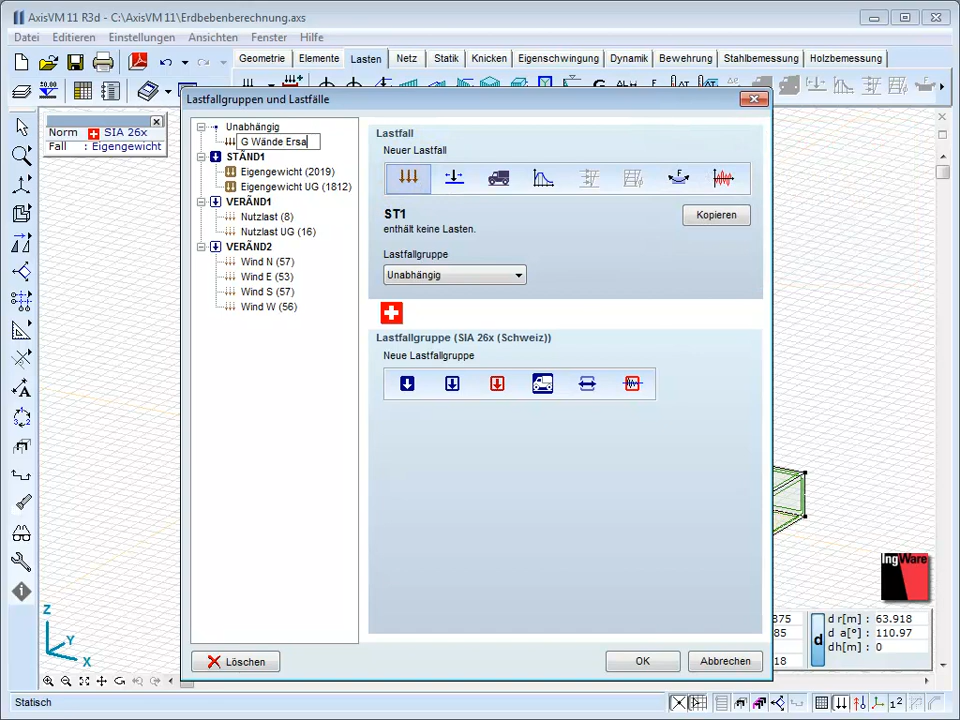 AxisVM 11 R3d - C:\AxisVM 11\Erdbebenberechnung.axs
Datei Editieren Einstellungen Ansichten Fenster Hilfe
Geometrie Elemente Lasten Netz Statik Knicken Eigenschwingung Dynamik Bewehrung Stahlbemessung Holzbemessung
Lastfallgruppen und Lastfälle
Norm SIA 26x
Fall : Eigengewicht
Unabhängig
G Wände Ersa
STÄND1
Eigengewicht (2019)
Eigengewicht UG (1812)
VERÄND1
Nutzlast (8)
Nutzlast UG (16)
VERÄND2
Wind N (57)
Wind E (53)
Wind S (57)
Wind W (56)
Lastfall
Neuer Lastfall
ST1
Kopieren
enthält keine Lasten.
Lastfallgruppe
Unabhängig
Lastfallgruppe (SIA 26x (Schweiz))
Neue Lastfallgruppe
Löschen
OK
Abbrechen
IngWare
Z
Y
X
875
85
18
d
d r[m] : 63.918
d a[°] : 110.97
dh[m] : 0
Statisch